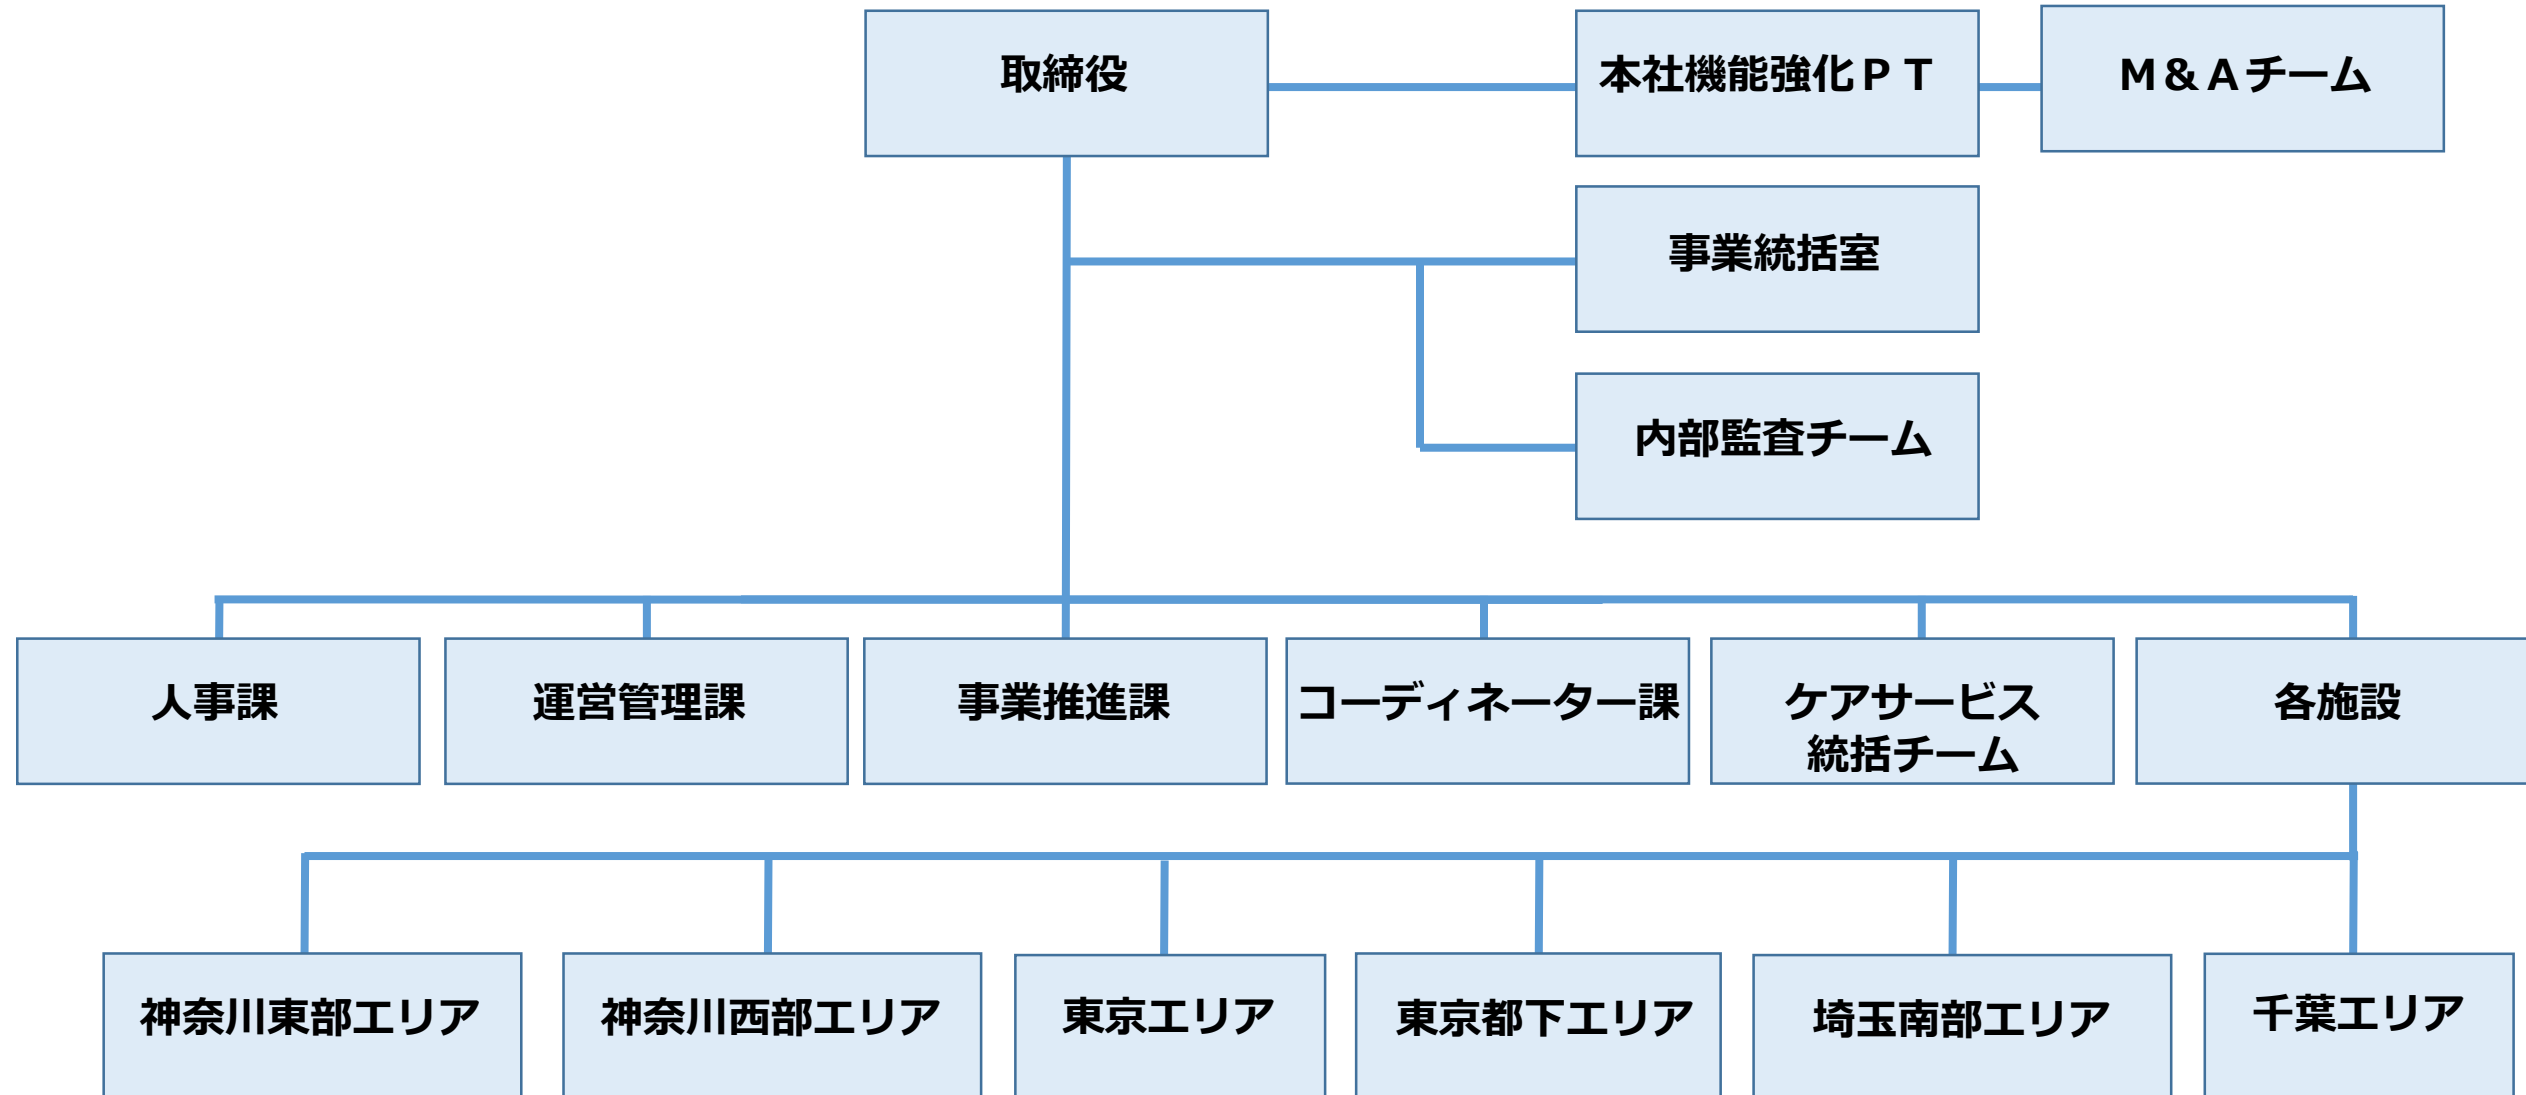 取締役
本社機能強化ＰＴ
Ｍ＆Ａチーム
事業統括室
内部監査チーム
人事課
運営管理課
事業推進課
コーディネーター課
ケアサービス
統括チーム
各施設
神奈川東部エリア
神奈川西部エリア
東京エリア
東京都下エリア
埼玉南部エリア
千葉エリア